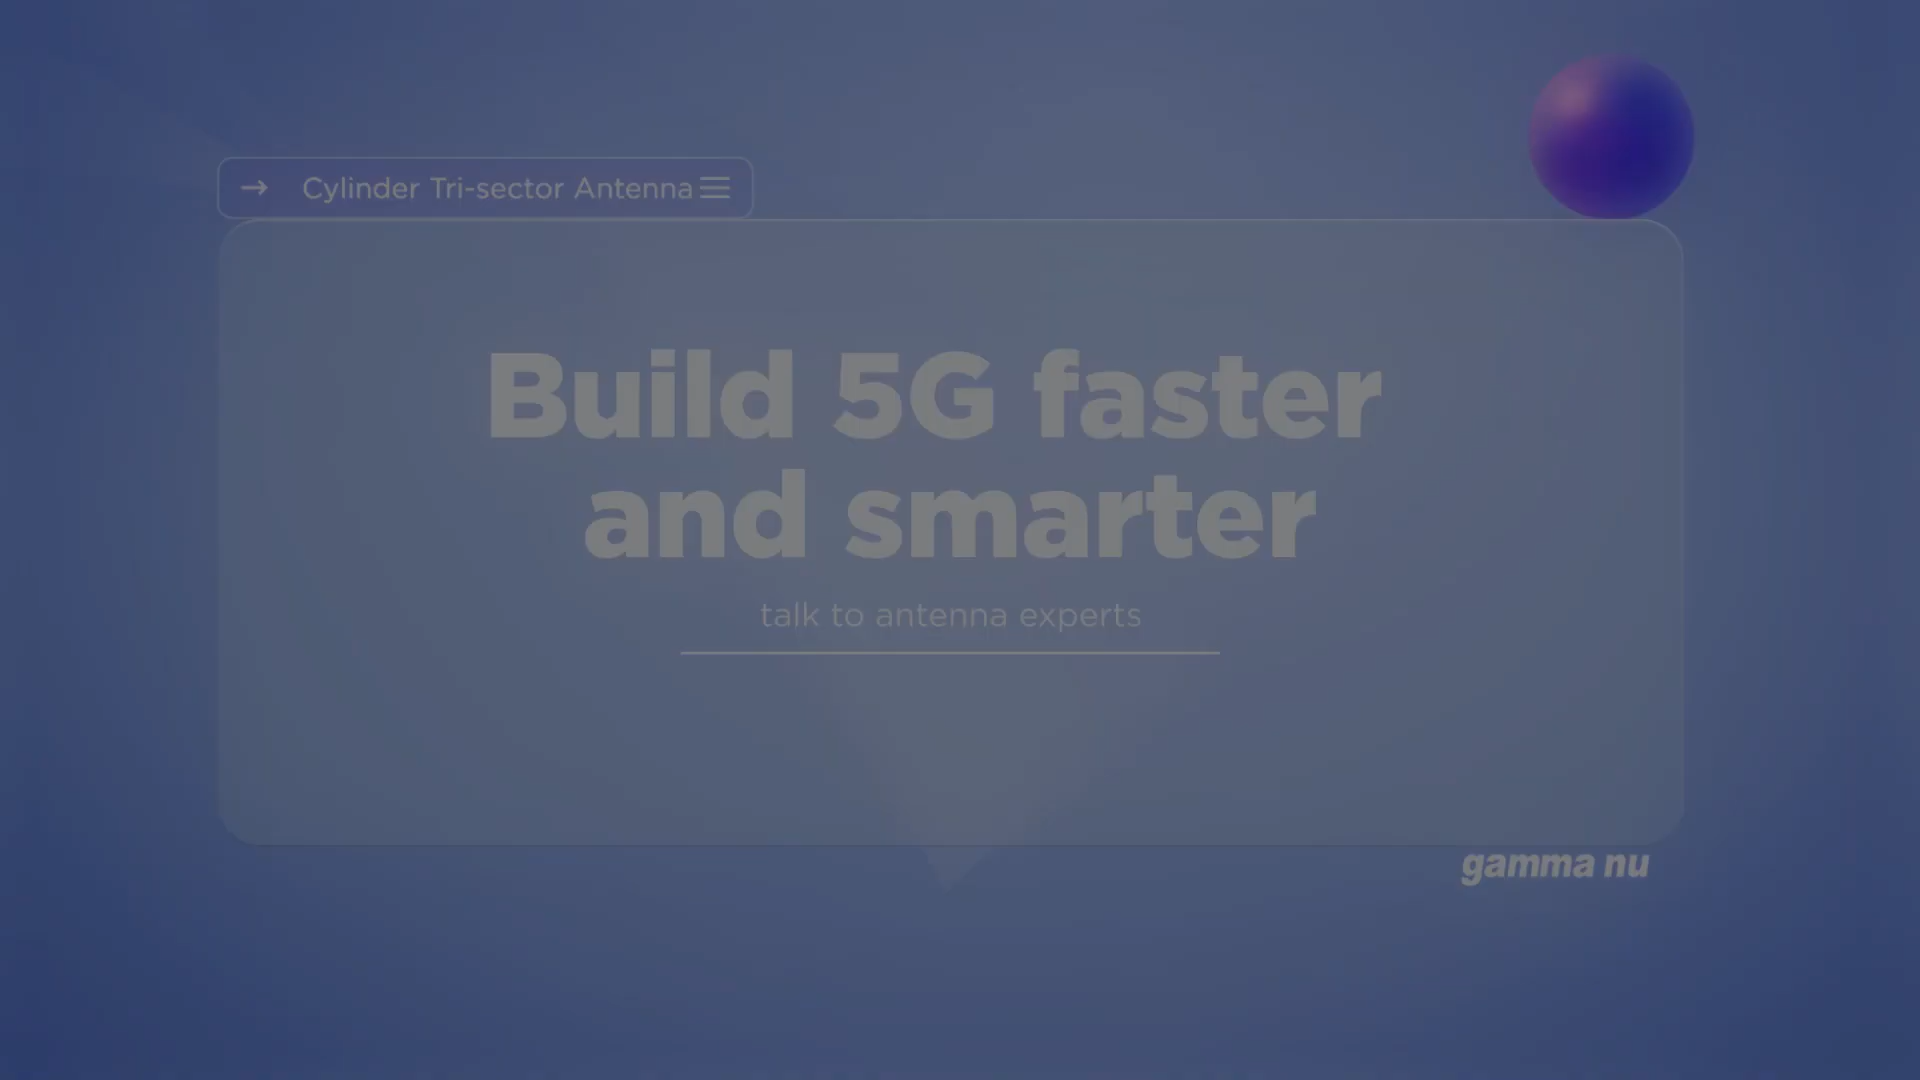 Cylinder Tri-sector Antenna
Build 5G faster
and smarter
talk to antenna experts
gamma nu